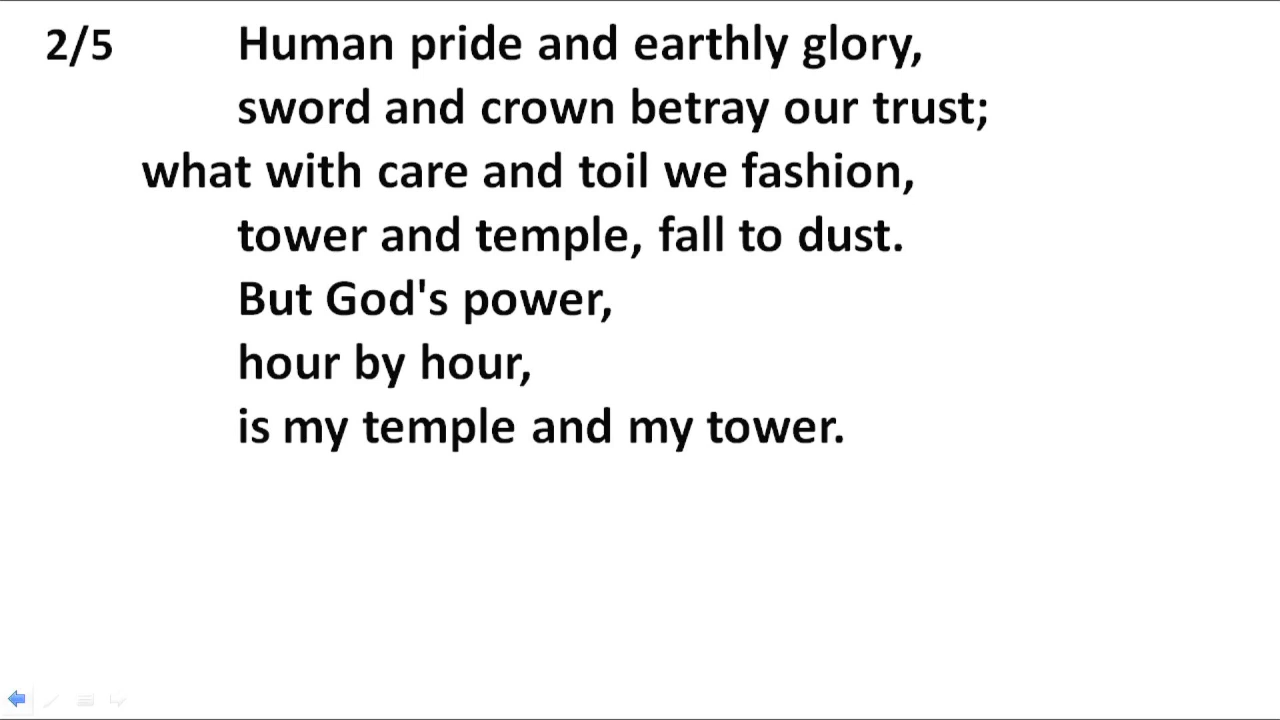 2/5 Human pride and earthly glory,
sword and crown betray our trust;
what with care and toil we fashion,
tower and temple, fall to dust.
But God's power,
hour by hour,
is my temple and my tower.